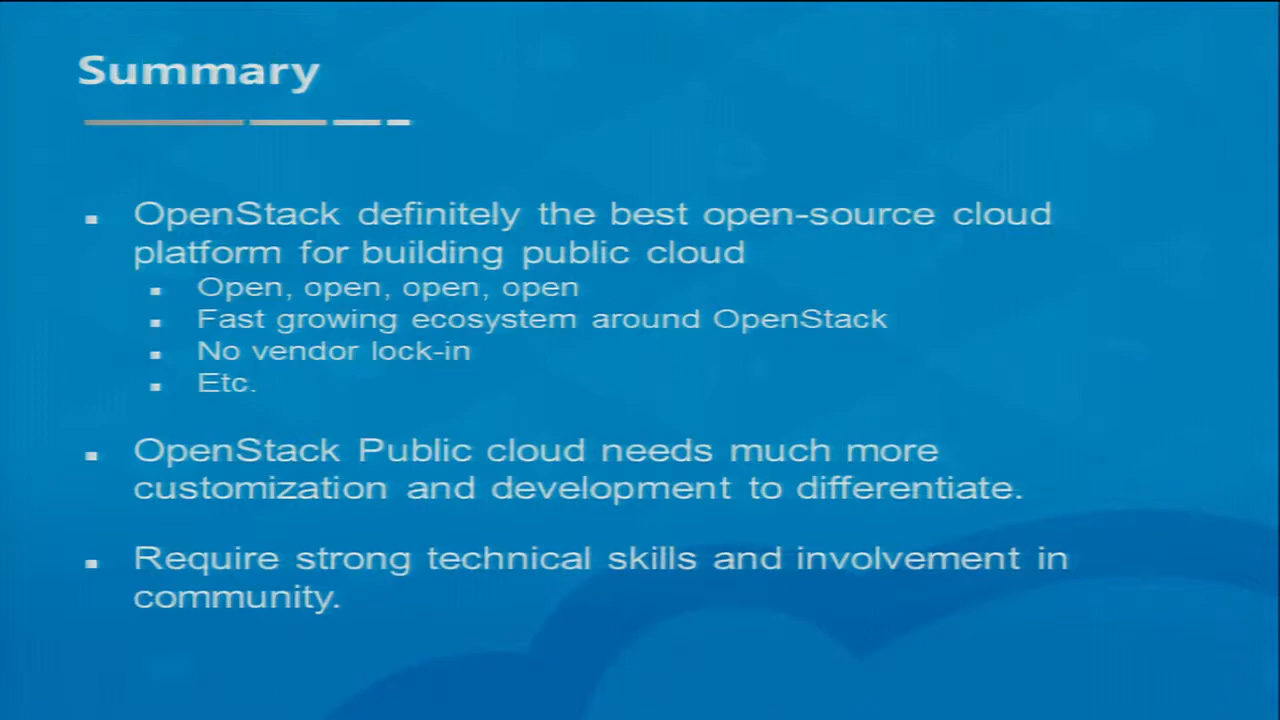 Summary
OpenStack definitely the best open-source cloud
platform for building public cloud
Open, open, open, open
Fast growing ecosystem around OpenStack
No vendor lock-in
Etc.
OpenStack Public cloud needs much more
customization and development to differentiate.
Require strong technical skills and involvement in
community.